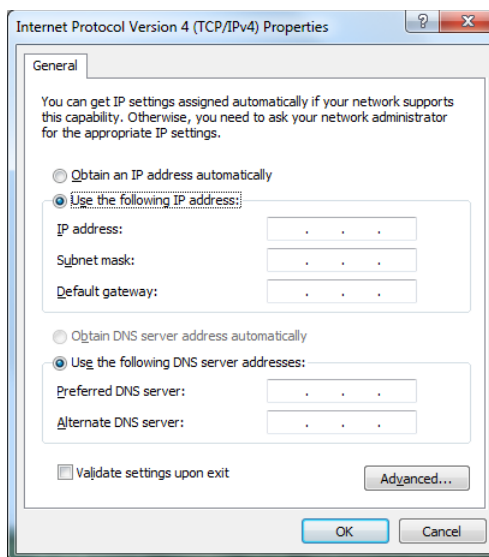 Internet Protocol Version 4 (TCP/IPv4) Properties
General
You can get IP settings assigned automatically if your network supports
this capability. Otherwise, you need to ask your network administrator
for the appropriate IP settings.
Obtain an IP address automatically
Use the following IP address:
IP address: . . .
Subnet mask: . . .
Default gateway: . . .
Obtain DNS server address automatically
Use the following DNS server addresses:
Preferred DNS server: . . .
Alternate DNS server: . . .
Validate settings upon exit
Advanced...
OK Cancel